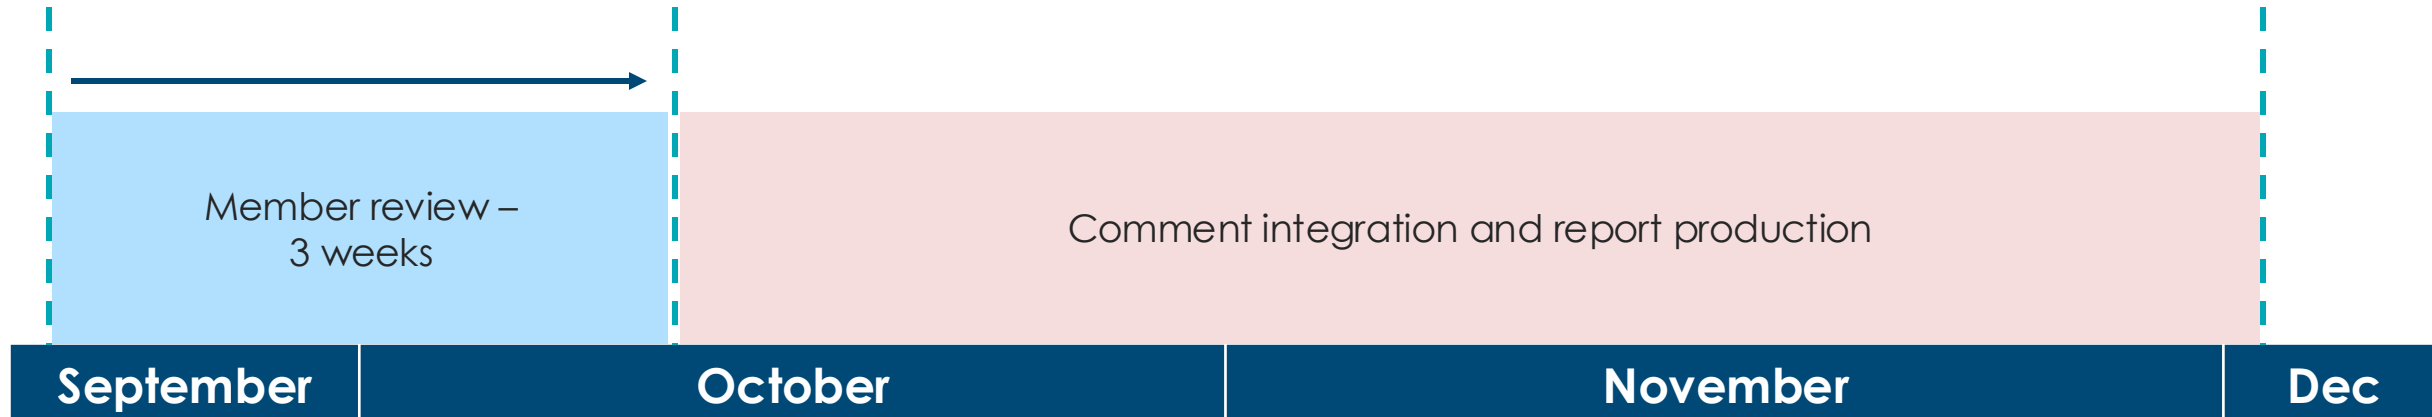 Member review –
3 weeks
Comment integration and report production
September
October
November
Dec